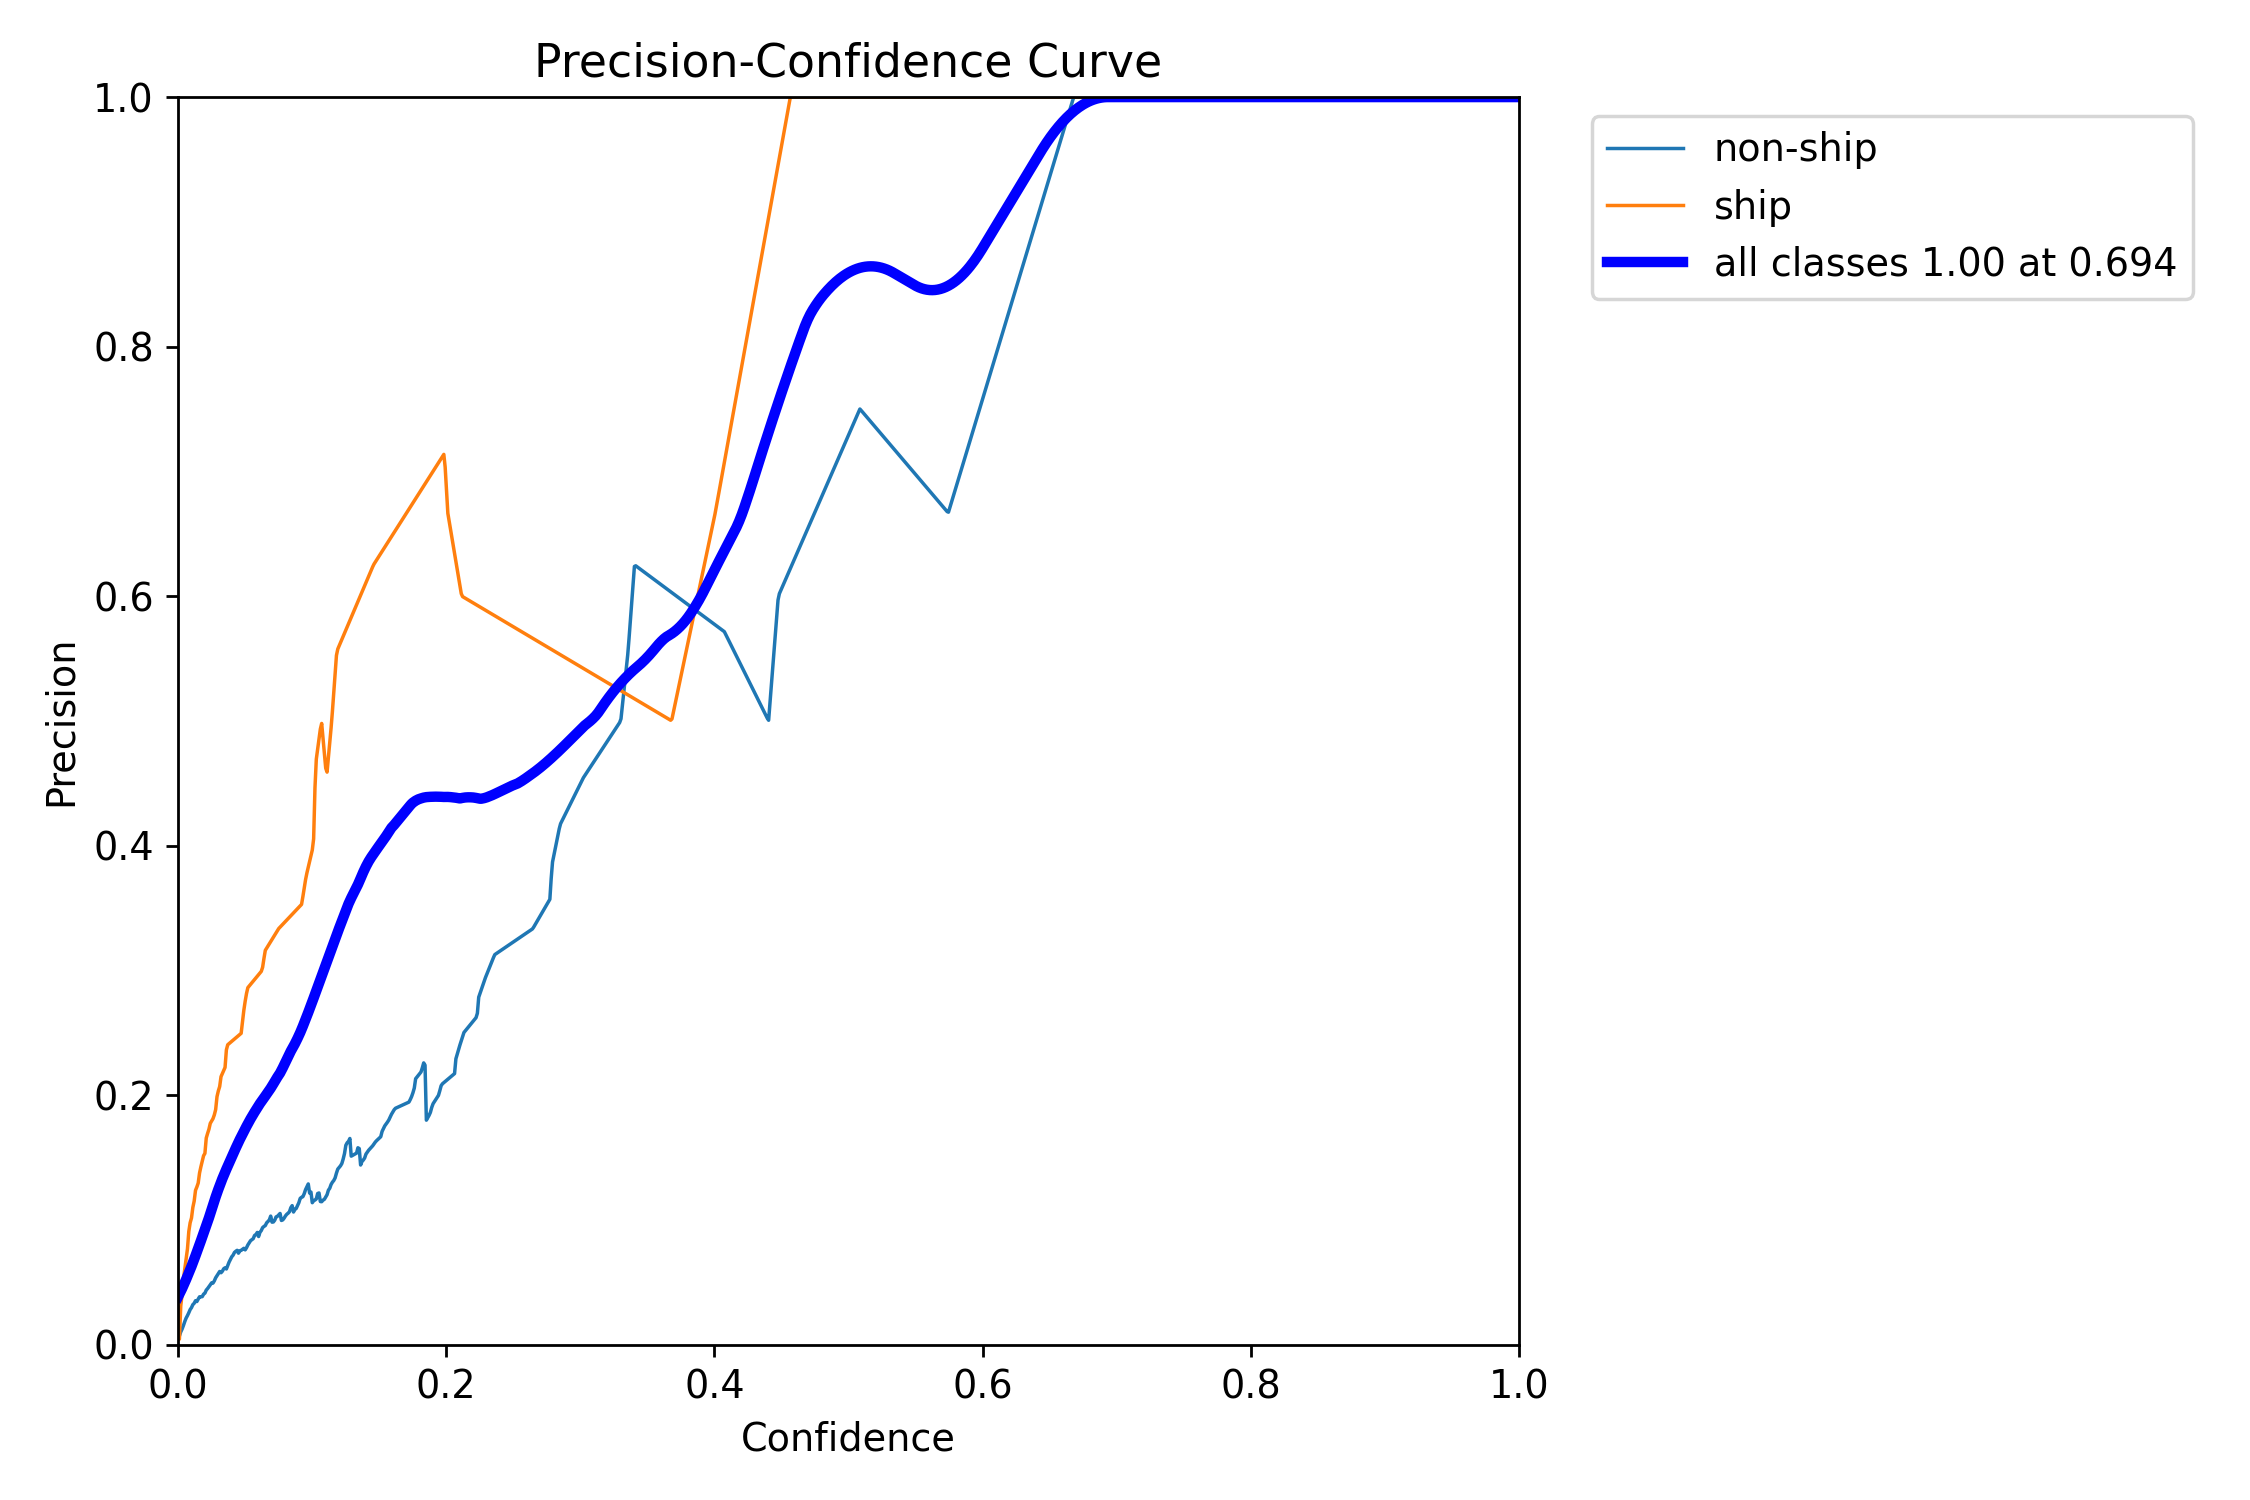 Precision-Confidence Curve
1.0
0.8
0.6
0.4
0.2
0.0
Precision
0.0 0.2 0.4 0.6 0.8 1.0
Confidence
non-ship
ship
all classes 1.00 at 0.694